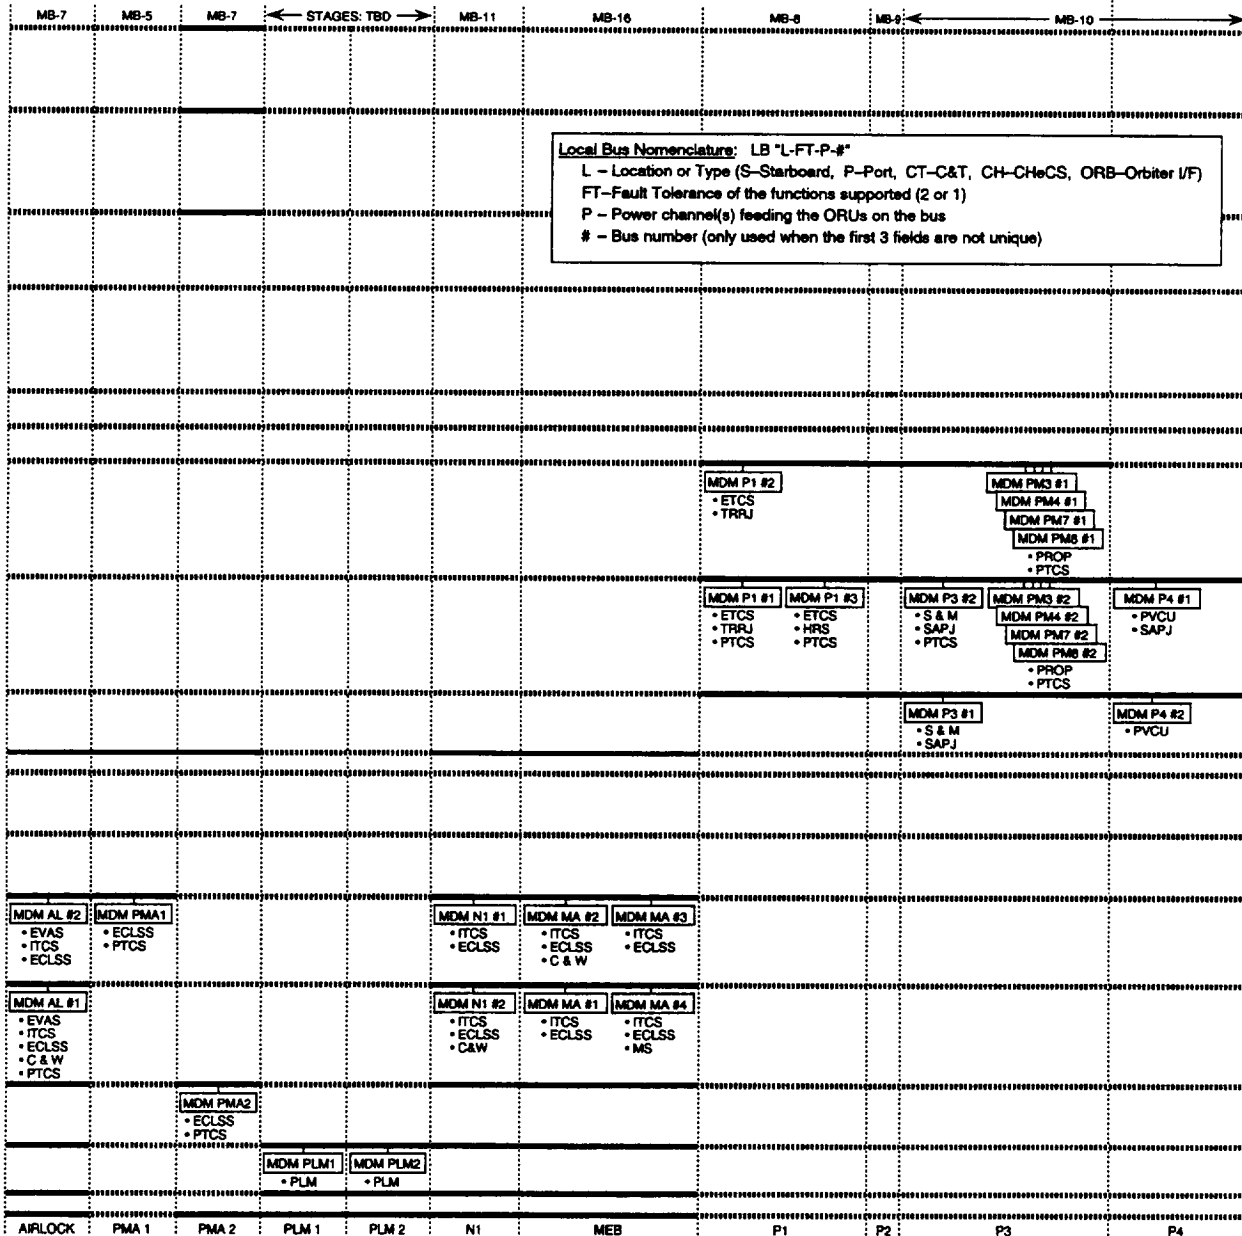 MB-7 MB-5 MB-7 STAGES: TBD MB-11 MB-16 MB-8 MB-9 MB-10
Local Bus Nomenclature: LB "L-FT-P-#"
L – Location or Type (S–Starboard, P–Port, CT–C&T, CH–CHeCS, ORB–Orbiter I/F)
FT–Fault Tolerance of the functions supported (2 or 1)
P – Power channel(s) feeding the ORUs on the bus
# – Bus number (only used when the first 3 fields are not unique)
MDM P1 #2
• ETCS
• TRRJ
MDM PM3 #1
MDM PM4 #1
MDM PM7 #1
MDM PM8 #1
• PROP
• PTCS
MDM P1 #1
• ETCS
• TRRJ
• PTCS
MDM P1 #3
• ETCS
• HRS
• PTCS
MDM P3 #2
• S & M
• SAPJ
• PTCS
MDM PM3 #2
MDM PM4 #2
MDM PM7 #2
MDM PM8 #2
• PROP
• PTCS
MDM P4 #1
• PVCU
• SAPJ
MDM P3 #1
• S & M
• SAPJ
MDM P4 #2
• PVCU
MDM AL #2
• EVAS
• ITCS
• ECLSS
MDM PMA1
• ECLSS
• PTCS
MDM N1 #1
• ITCS
• ECLSS
MDM MA #2
• ITCS
• ECLSS
• C & W
MDM MA #3
• ITCS
• ECLSS
MDM AL #1
• EVAS
• ITCS
• ECLSS
• C & W
• PTCS
MDM N1 #2
• ITCS
• ECLSS
• C&W
MDM MA #1
• ITCS
• ECLSS
MDM MA #4
• ITCS
• ECLSS
• MS
MDM PMA2
• ECLSS
• PTCS
MDM PLM1
• PLM
MDM PLM2
• PLM
AIRLOCK PMA 1 PMA 2 PLM 1 PLM 2 N1 MEB P1 P2 P3 P4